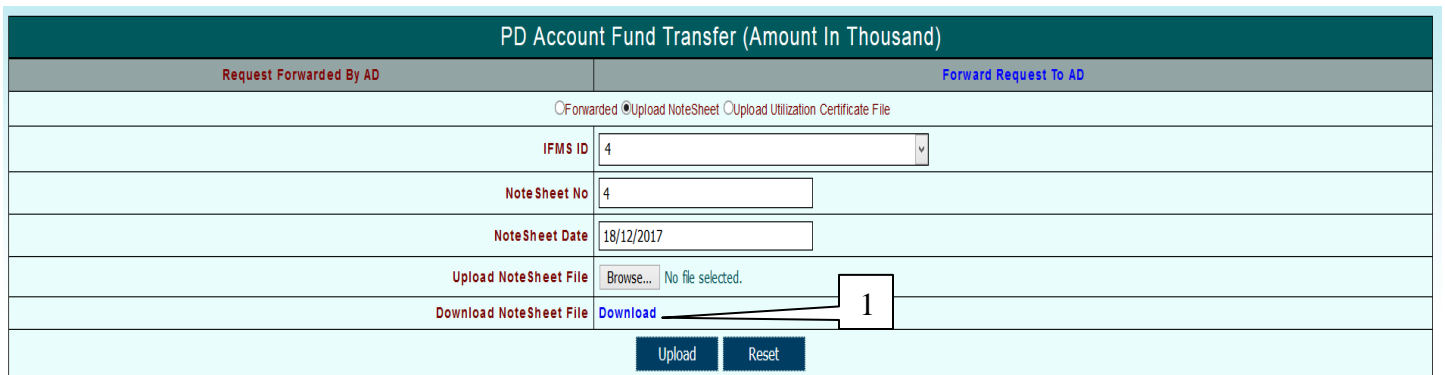 PD Account Fund Transfer (Amount In Thousand)
Request Forwarded By AD Forward Request To AD
Forwarded Upload NoteSheet Upload Utilization Certificate File
IFMS ID 4
NoteSheet No 4
NoteSheet Date 18/12/2017
Upload NoteSheet File Browse... No file selected.
Download NoteSheet File Download 1
Upload Reset